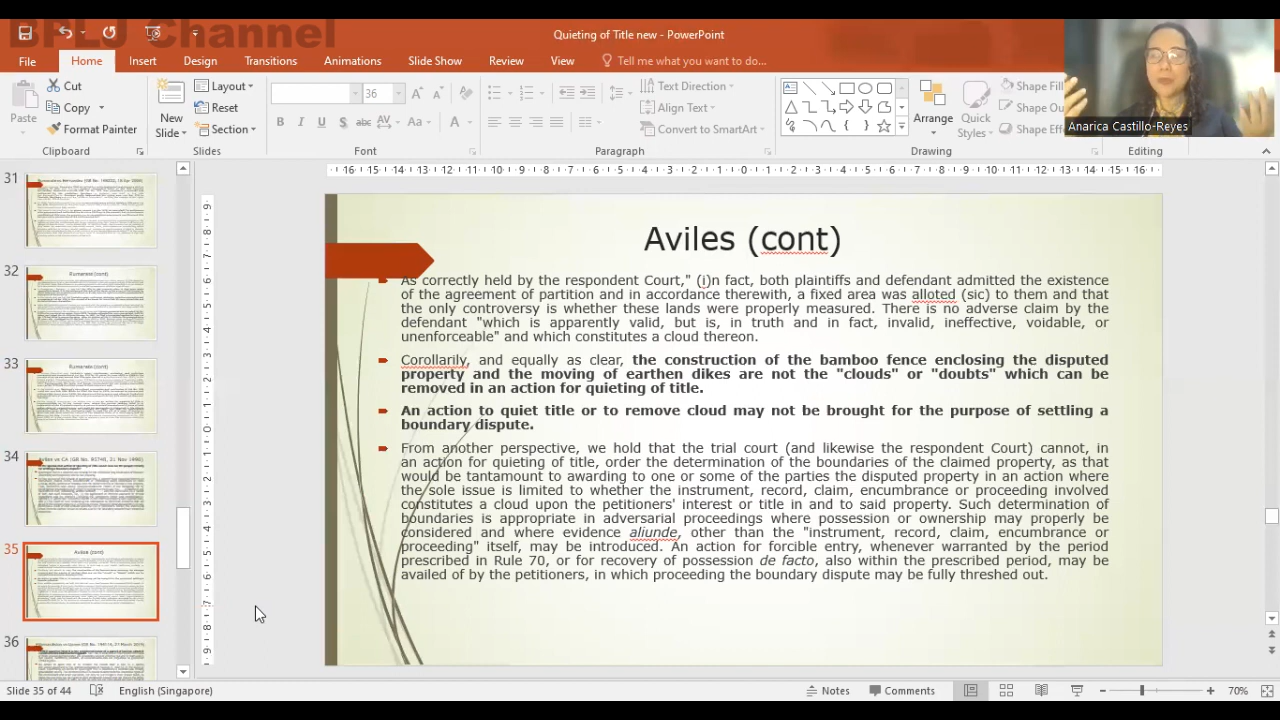 BPLJ Channel
Quieting of Title new - PowerPoint
File Home Insert Design Transitions Animations Slide Show Review View Tell me what you want to do...
Cut
Copy
Format Painter
Paste
Clipboard
New
Slide
Layout
Reset
Section
Slides
36
Font
Text Direction
Align Text
Convert to SmartArt
Paragraph
Arrange
Quick
Styles
Shape Fill
Shape Ou
Shape Effe
Drawing
Editing
Anarica Castillo-Reyes
31
32
33
34
35
36
Aviles (cont)
As correctly held by the respondent Court," (i)n fact, both plaintiffs and defendant admitted the existence
of the agreement of partition and in accordance therewith, a fixed area was alloted (sic) to them and that
the only controversy is whether these lands were properly measured. There is no adverse claim by the
defendant "which is apparently valid, but is, in truth and in fact, invalid, ineffective, voidable, or
unenforceable" and which constitutes a cloud thereon.
Corollarily, and equally as clear, the construction of the bamboo fence enclosing the disputed
property and the moving of earthen dikes are not the "clouds" or "doubts" which can be
removed in an action for quieting of title.
An action to quiet title or to remove cloud may not be brought for the purpose of settling a
boundary dispute.
From another perspective, we hold that the trial court (and likewise the respondent Court) cannot, in
an action for quieting of title, order the determination of the boundaries of the claimed property, as that
would be tantamount to awarding to one or some of the parties the disputed property in an action where
the sole issue is limited to whether the instrument, record, claim, encumbrance or proceeding involved
constitutes a cloud upon the petitioners' interest or title in and to said property. Such determination of
boundaries is appropriate in adversarial proceedings where possession or ownership may properly be
considered and where evidence aliunde, other than the "instrument, record, claim, encumbrance or
proceeding" itself, may be introduced. An action for forcible entry, whenever warranted by the period
prescribed in Rule 70, or for recovery of possession de facto, also within the prescribed period, may be
availed of by the petitioners, in which proceeding the boundary dispute may be fully threshed out.
Slide 35 of 44 English (Singapore) Notes Comments 70%